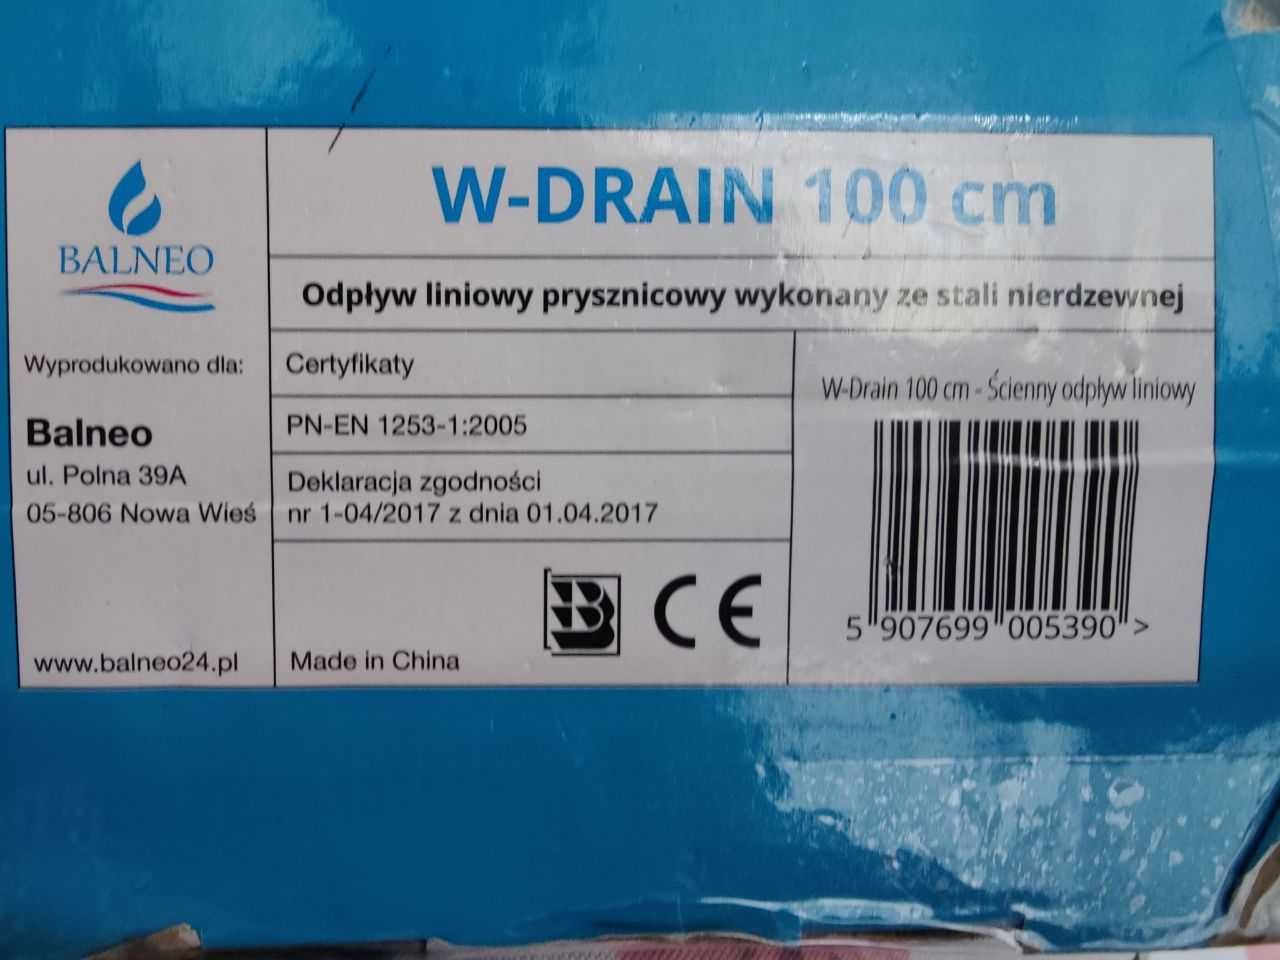 BALNEO
Wyprodukowano dla:
Balneo
ul. Polna 39A
05-806 Nowa Wieś
www.balneo24.pl
W-DRAIN 100 cm
Odpływ liniowy prysznicowy wykonany ze stali nierdzewnej
Certyfikaty
PN-EN 1253-1:2005
Deklaracja zgodności
nr 1-04/2017 z dnia 01.04.2017
B CE
Made in China
W-Drain 100 cm - Ścienny odpływ liniowy
5 907699 005390 >